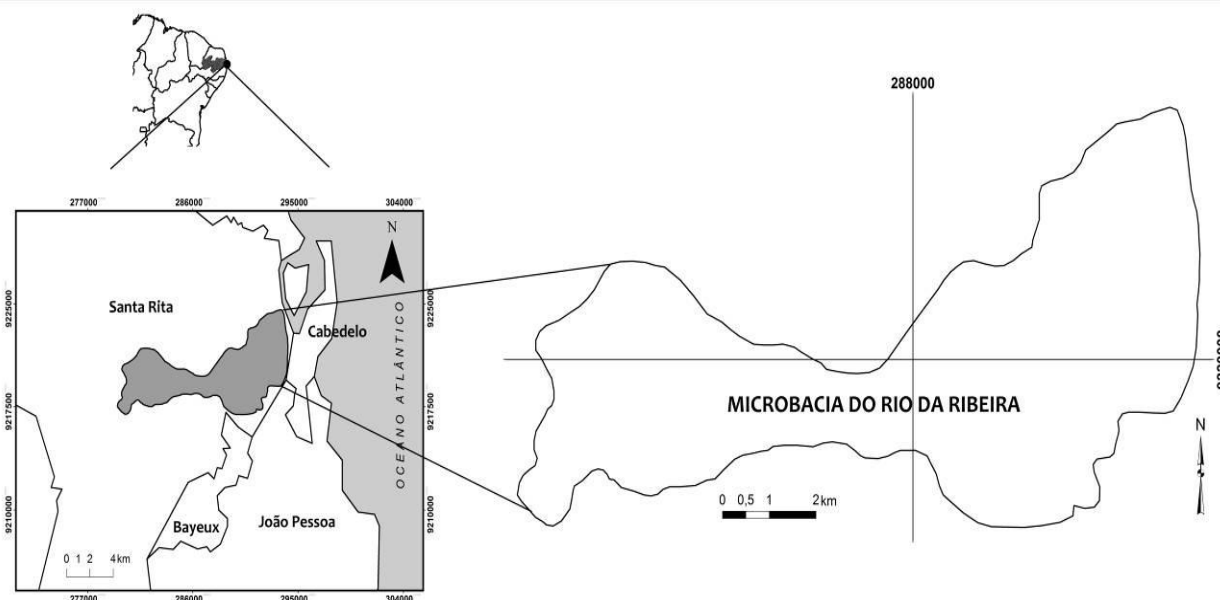 288000
277000 286000 295000 304000
N
9225000
9225000
Santa Rita
Cabedelo
OCEANO ATLÂNTICO
9217500
9217500
MICROBACIA DO RIO DA RIBEIRA
N
0 0,5 1 2km
9210000
9210000
Bayeux
João Pessoa
0 1 2 4km
277000 286000 295000 304000